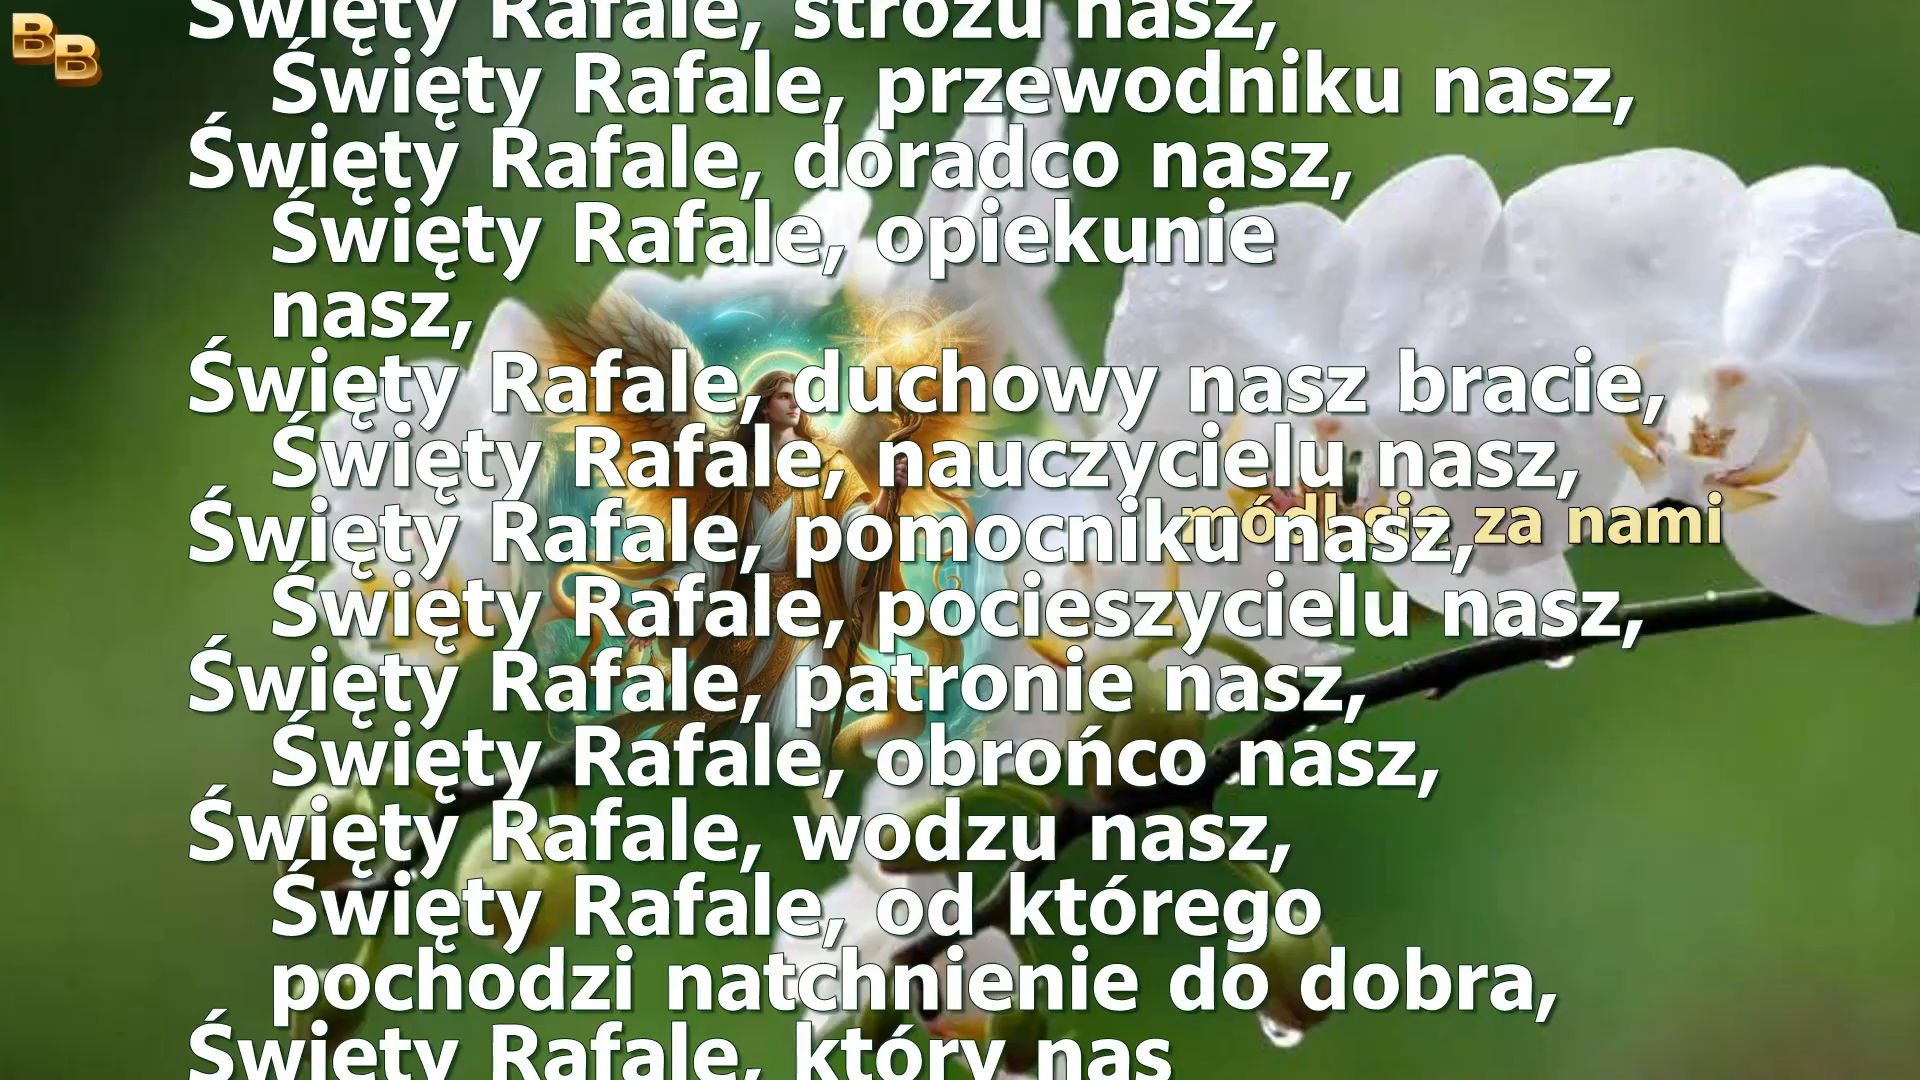 BB
Święty Rafale, stróżu nasz,
Święty Rafale, przewodniku nasz,
Święty Rafale, doradco nasz,
Święty Rafale, opiekunie
nasz,
Święty Rafale, duchowy nasz bracie,
Święty Rafale, nauczycielu nasz,
módl się za nami
Święty Rafale, pomocniku nasz,
Święty Rafale, pocieszycielu nasz,
Święty Rafale, patronie nasz,
Święty Rafale, obrońco nasz,
Święty Rafale, wodzu nasz,
Święty Rafale, od którego
pochodzi natchnienie do dobra,
Święty Rafale, który nas